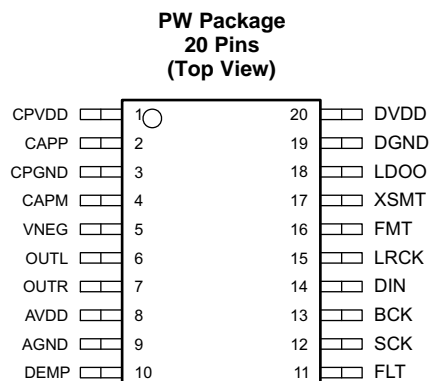 PW Package
20 Pins
(Top View)
CPVDD 1 20 DVDD
CAPP 2 19 DGND
CPGND 3 18 LDOO
CAPM 4 17 XSMT
VNEG 5 16 FMT
OUTL 6 15 LRCK
OUTR 7 14 DIN
AVDD 8 13 BCK
AGND 9 12 SCK
DEMP 10 11 FLT